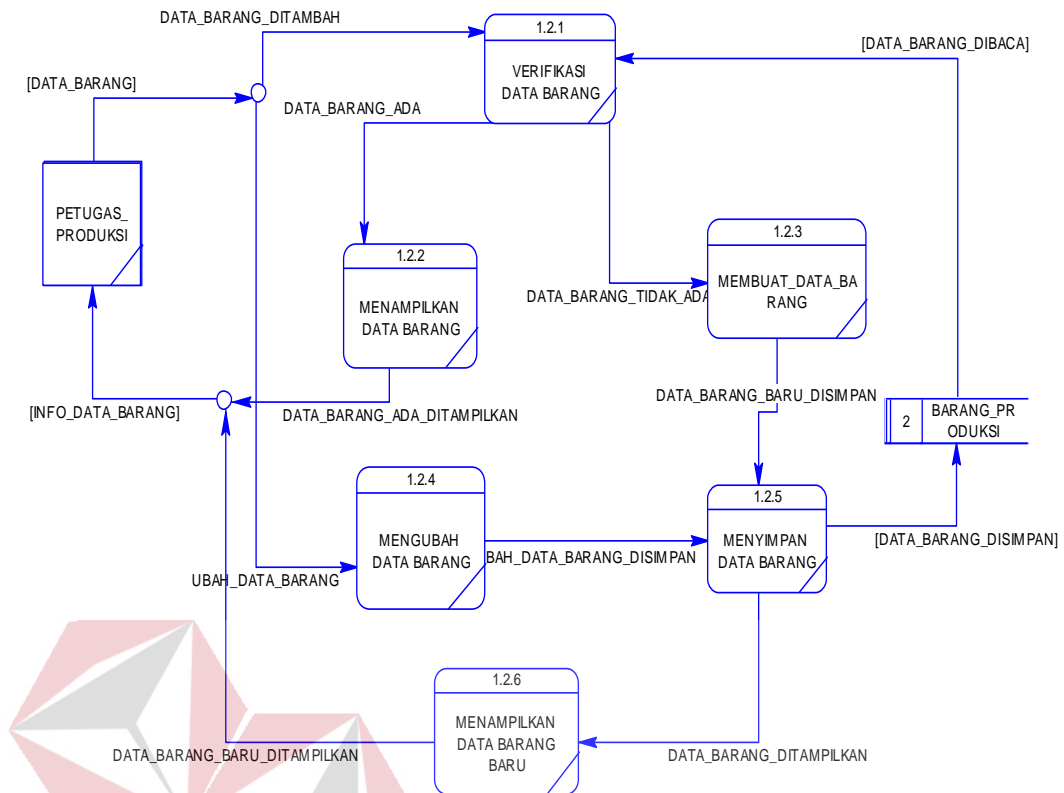 DATA_BARANG_DITAMBAH
1.2.1
VERIFIKASI
DATA BARANG
[DATA_BARANG_DIBACA]
[DATA_BARANG]
DATA_BARANG_ADA
PETUGAS_
PRODUKSI
1.2.2
MENAMPILKAN
DATA BARANG
1.2.3
MEMBUAT_DATA_BA
RANG
DATA_BARANG_TIDAK_ADA
DATA_BARANG_BARU_DISIMPAN
[INFO_DATA_BARANG]
DATA_BARANG_ADA_DITAMPILKAN
2
BARANG_PR
ODUKSI
1.2.4
MENGUBAH
DATA BARANG
UBAH_DATA_BARANG
BAH_DATA_BARANG_DISIMPAN
1.2.5
MENYIMPAN
DATA BARANG
[DATA_BARANG_DISIMPAN]
1.2.6
MENAMPILKAN
DATA BARANG
BARU
DATA_BARANG_BARU_DITAMPILKAN
DATA_BARANG_DITAMPILKAN